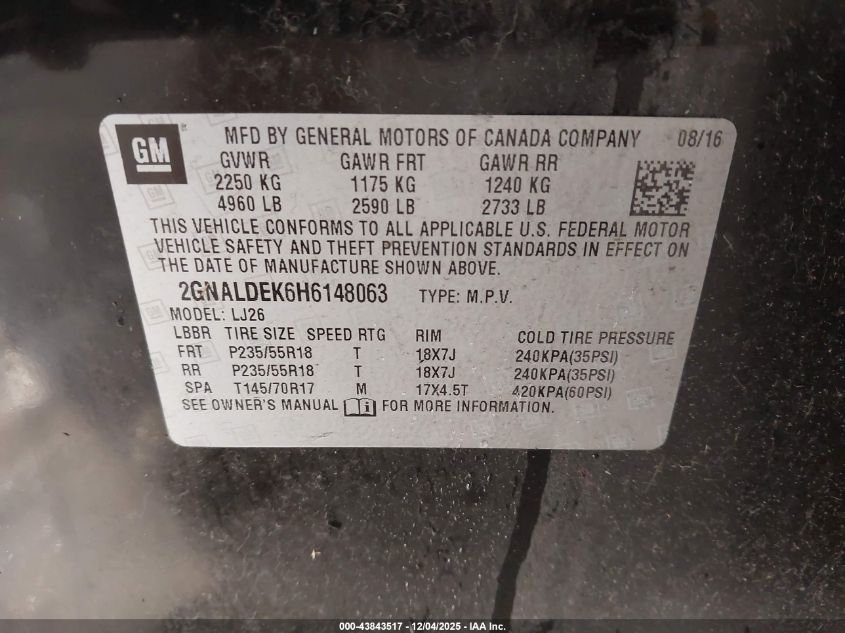 GM
MFD BY GENERAL MOTORS OF CANADA COMPANY 08/16
GVWR GAWR FRT GAWR RR
2250 KG 1175 KG 1240 KG
4960 LB 2590 LB 2733 LB
THIS VEHICLE CONFORMS TO ALL APPLICABLE U.S. FEDERAL MOTOR
VEHICLE SAFETY AND THEFT PREVENTION STANDARDS IN EFFECT ON
THE DATE OF MANUFACTURE SHOWN ABOVE.
2GNALDEK6H6148063 TYPE: M.P.V.
MODEL: LJ26
LBBR TIRE SIZE SPEED RTG RIM COLD TIRE PRESSURE
FRT P235/55R18 T 18X7J 240KPA(35PSI)
RR P235/55R18 T 18X7J 240KPA(35PSI)
SPA T145/70R17 M 17X4.5T 420KPA(60PSI)
SEE OWNER'S MANUAL FOR MORE INFORMATION.
000-43843517 - 12/04/2025 - IAA Inc.